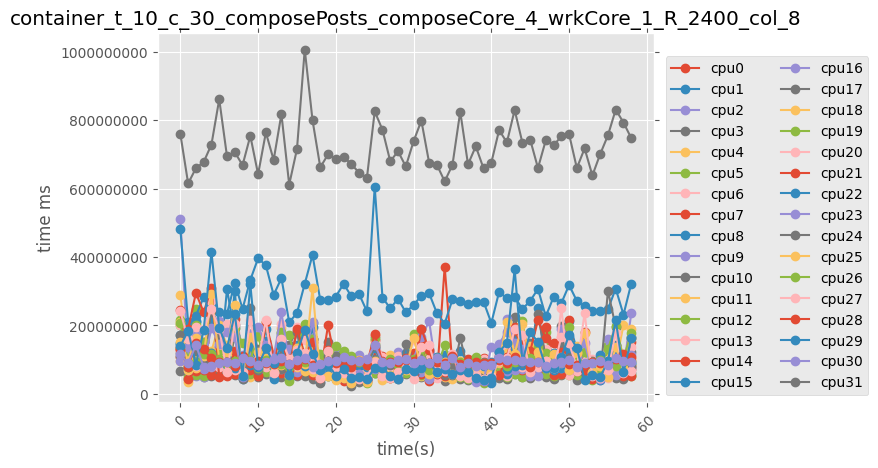 container_t_10_c_30_composePosts_composeCore_4_wrkCore_1_R_2400_col_8
1000000000
800000000
600000000
400000000
200000000
0
time ms
0 10 20 30 40 50 60
time(s)
cpu0 cpu16
cpu1 cpu17
cpu2 cpu18
cpu3 cpu19
cpu4 cpu20
cpu5 cpu21
cpu6 cpu22
cpu7 cpu23
cpu8 cpu24
cpu9 cpu25
cpu10 cpu26
cpu11 cpu27
cpu12 cpu28
cpu13 cpu29
cpu14 cpu30
cpu15 cpu31